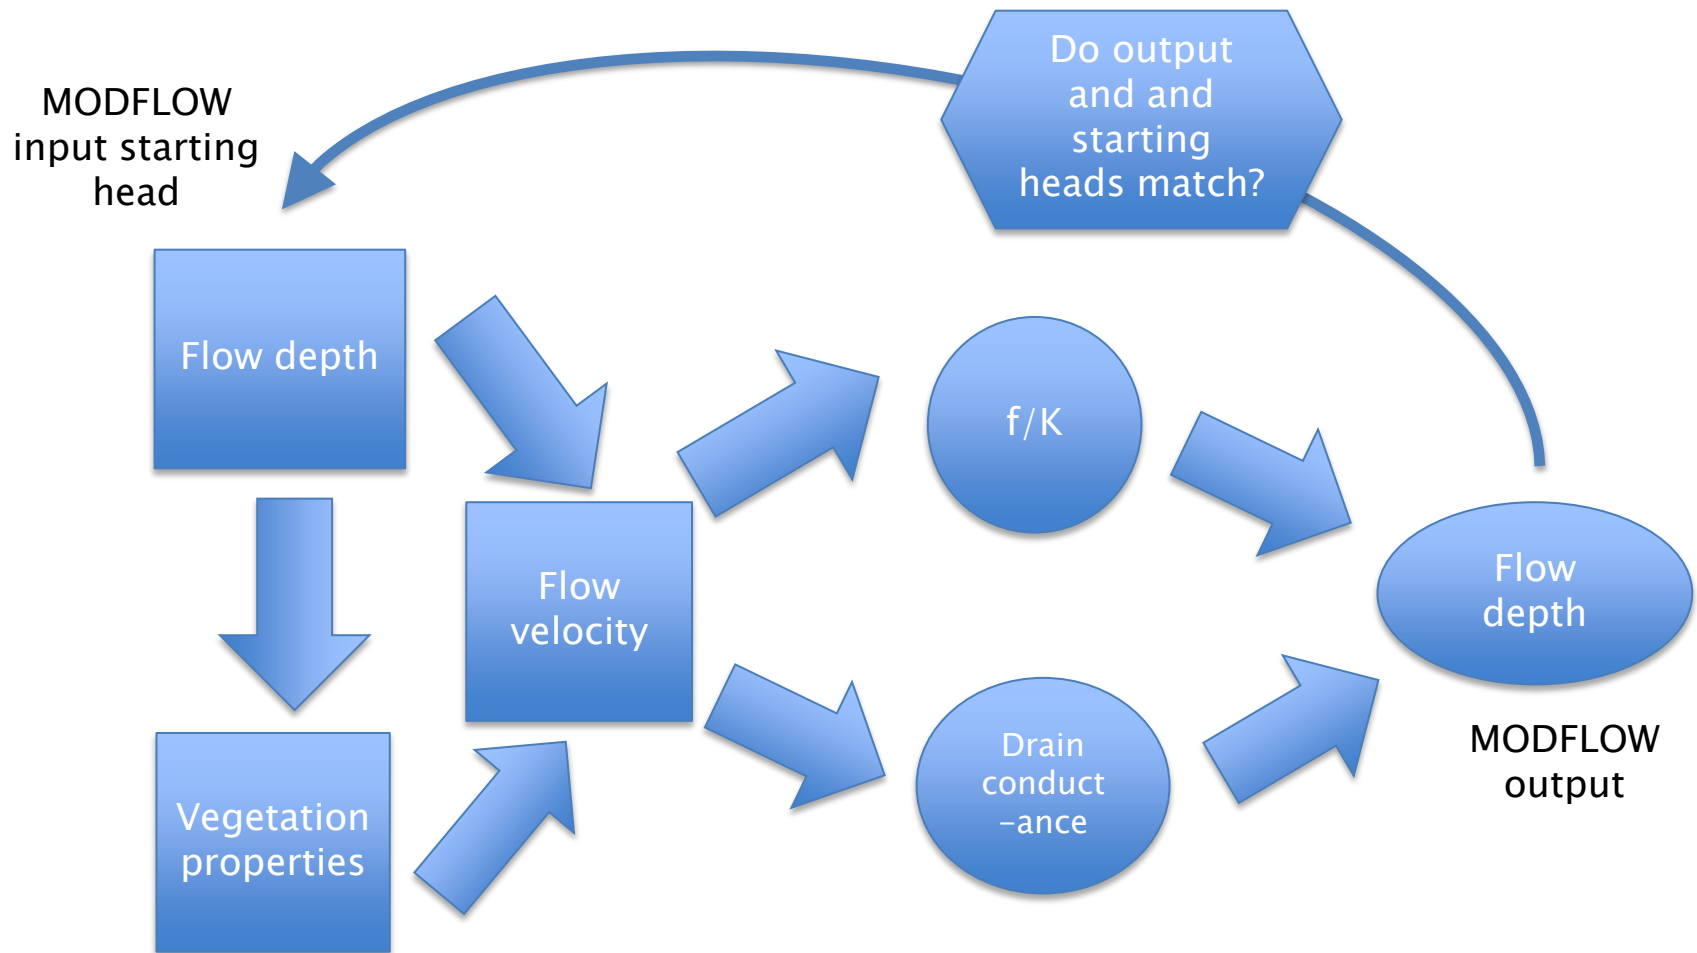 Do output
and and
starting
heads match?
MODFLOW
input starting
head
Flow depth
f/K
Flow
velocity
Flow
depth
Drain
conduct
-ance
MODFLOW
output
Vegetation
properties